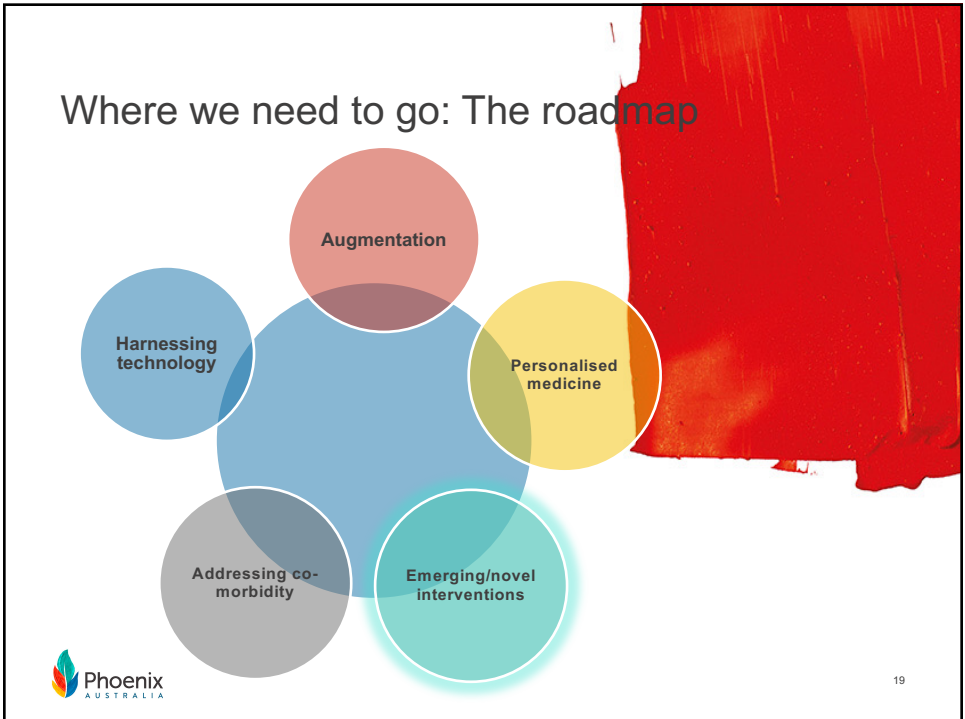 Where we need to go: The roadmap
Augmentation
Harnessing
technology
Personalised
medicine
Addressing co-
morbidity
Emerging/novel
interventions
Phoenix
AUSTRALIA
19